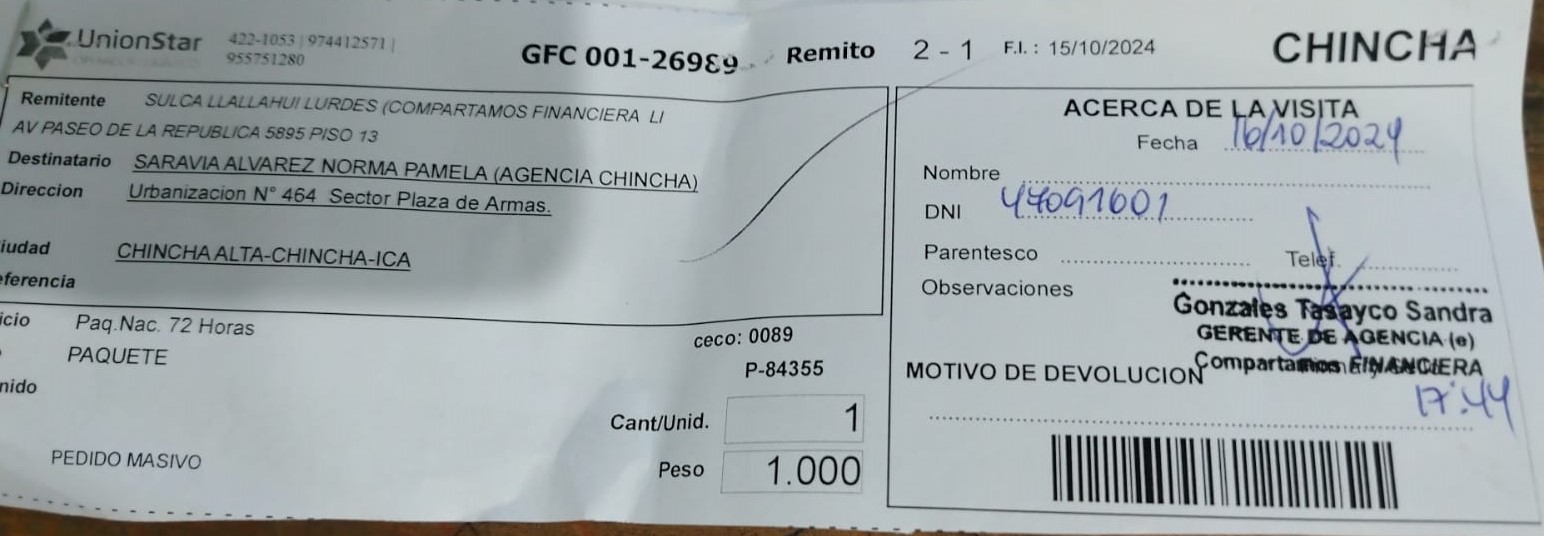 UnionStar 422-1053 | 974412571 |
955751280
GFC 001-26989 Remito 2 - 1 F.I. : 15/10/2024 CHINCHA
Remitente SULCA LLALLAHUI LURDES (COMPARTAMOS FINANCIERA LI
AV PASEO DE LA REPUBLICA 5895 PISO 13
Destinatario SARAVIA ALVAREZ NORMA PAMELA (AGENCIA CHINCHA)
Direccion Urbanizacion N° 464 Sector Plaza de Armas.
iudad CHINCHA ALTA-CHINCHA-ICA
eferencia
icio Paq.Nac. 72 Horas
PAQUETE
nido
ceco: 0089
P-84355
Cant/Unid. 1
Peso 1.000
PEDIDO MASIVO
ACERCA DE LA VISITA
Fecha 16/10/2024
Nombre
DNI 47091601
Parentesco Telef.
Observaciones
Gonzales Tasayco Sandra
GERENTE DE AGENCIA (e)
Compartamos FINANCIERA
MOTIVO DE DEVOLUCION
17:44